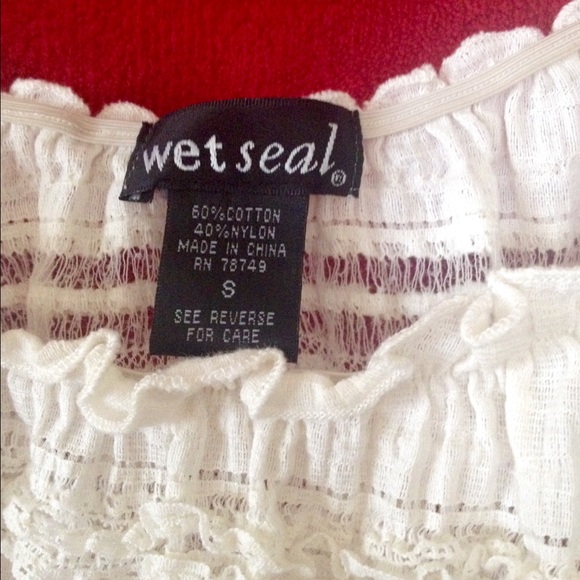 wet seal®
60%COTTON
40%NYLON
MADE IN CHINA
RN 78749
S
SEE REVERSE
FOR CARE